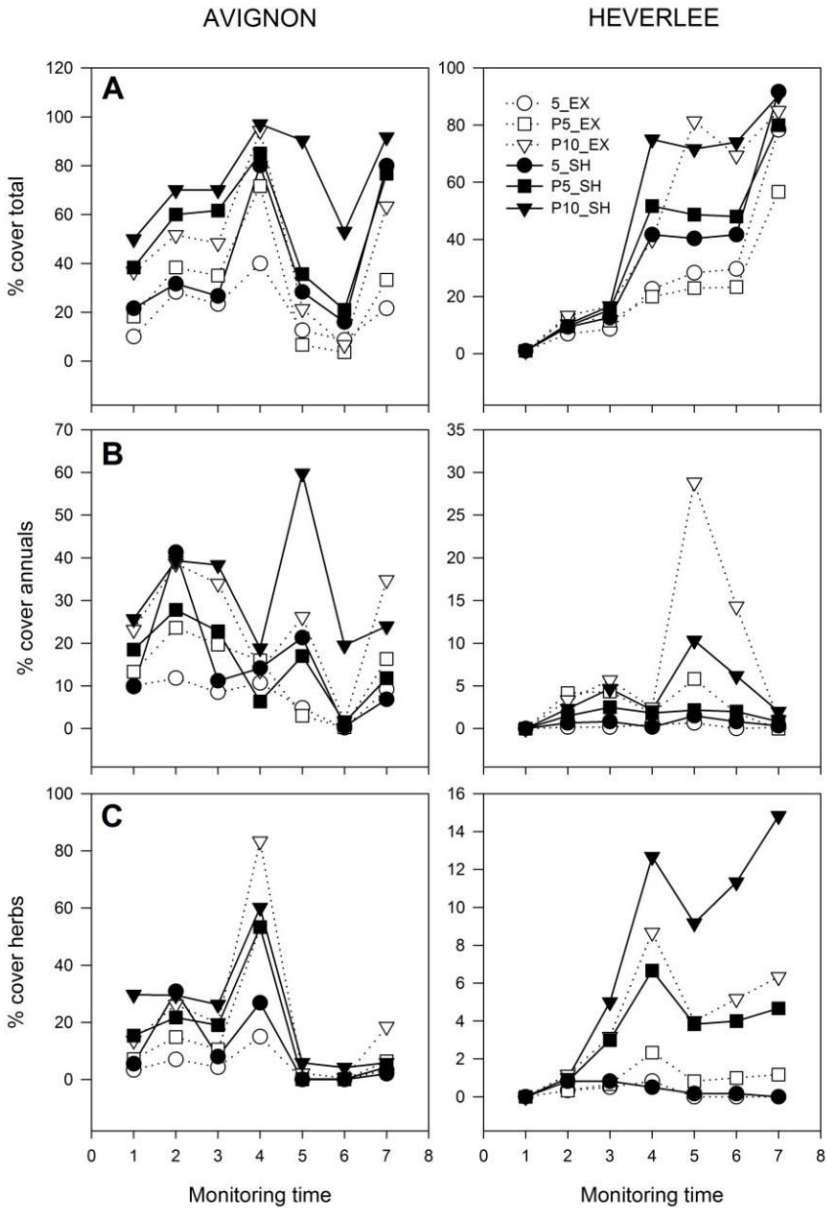 AVIGNON
HEVERLEE
A
% cover total
120
100
80
60
40
20
0
100
80
60
40
20
0
5_EX
P5_EX
P10_EX
5_SH
P5_SH
P10_SH
B
% cover annuals
70
60
50
40
30
20
10
0
35
30
25
20
15
10
5
0
C
% cover herbs
100
80
60
40
20
0
16
14
12
10
8
6
4
2
0
0 1 2 3 4 5 6 7 8
0 1 2 3 4 5 6 7 8
Monitoring time
Monitoring time